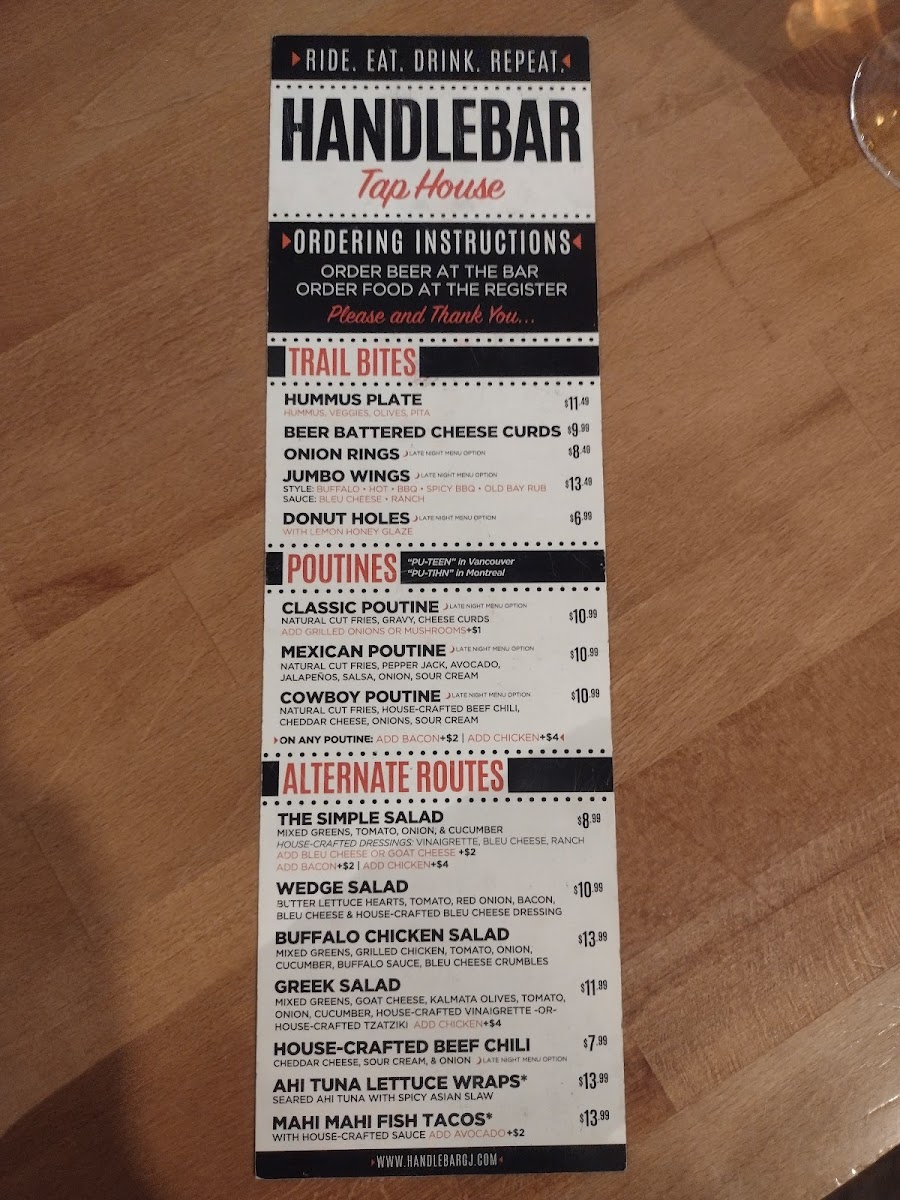 RIDE. EAT. DRINK. REPEAT.
HANDLEBAR
Tap House
ORDERING INSTRUCTIONS
ORDER BEER AT THE BAR
ORDER FOOD AT THE REGISTER
Please and Thank You...
TRAIL BITES
HUMMUS PLATE $11.49
HUMMUS, VEGGIES, OLIVES, PITA
BEER BATTERED CHEESE CURDS $9.99
ONION RINGS LATE NIGHT MENU OPTION $8.49
JUMBO WINGS LATE NIGHT MENU OPTION $13.49
STYLE: BUFFALO • HOT • BBQ • SPICY BBQ • OLD BAY RUB
SAUCE: BLEU CHEESE • RANCH
DONUT HOLES LATE NIGHT MENU OPTION $6.99
WITH LEMON HONEY GLAZE
POUTINES "PU-TEEN" in Vancouver
"PU-TIHN" in Montreal
CLASSIC POUTINE LATE NIGHT MENU OPTION $10.99
NATURAL CUT FRIES, GRAVY, CHEESE CURDS
ADD GRILLED ONIONS OR MUSHROOMS+$1
MEXICAN POUTINE LATE NIGHT MENU OPTION $10.99
NATURAL CUT FRIES, PEPPER JACK, AVOCADO,
JALAPEÑOS, SALSA, ONION, SOUR CREAM
COWBOY POUTINE LATE NIGHT MENU OPTION $10.99
NATURAL CUT FRIES, HOUSE-CRAFTED BEEF CHILI,
CHEDDAR CHEESE, ONIONS, SOUR CREAM
ON ANY POUTINE: ADD BACON+$2 | ADD CHICKEN+$4
ALTERNATE ROUTES
THE SIMPLE SALAD $8.99
MIXED GREENS, TOMATO, ONION, & CUCUMBER
HOUSE-CRAFTED DRESSINGS: VINAIGRETTE, BLEU CHEESE, RANCH
ADD BLEU CHEESE OR GOAT CHEESE +$2
ADD BACON+$2 | ADD CHICKEN+$4
WEDGE SALAD $10.99
BUTTER LETTUCE HEARTS, TOMATO, RED ONION, BACON,
BLEU CHEESE & HOUSE-CRAFTED BLEU CHEESE DRESSING
BUFFALO CHICKEN SALAD $13.99
MIXED GREENS, GRILLED CHICKEN, TOMATO, ONION,
CUCUMBER, BUFFALO SAUCE, BLEU CHEESE CRUMBLES
GREEK SALAD $11.99
MIXED GREENS, GOAT CHEESE, KALMATA OLIVES, TOMATO,
ONION, CUCUMBER, HOUSE-CRAFTED VINAIGRETTE -OR-
HOUSE-CRAFTED TZATZIKI ADD CHICKEN+$4
HOUSE-CRAFTED BEEF CHILI $7.99
CHEDDAR CHEESE, SOUR CREAM, & ONION LATE NIGHT MENU OPTION
AHI TUNA LETTUCE WRAPS* $13.99
SEARED AHI TUNA WITH SPICY ASIAN SLAW
MAHI MAHI FISH TACOS* $13.99
WITH HOUSE-CRAFTED SAUCE ADD AVOCADO+$2
WWW.HANDLEBARGJ.COM